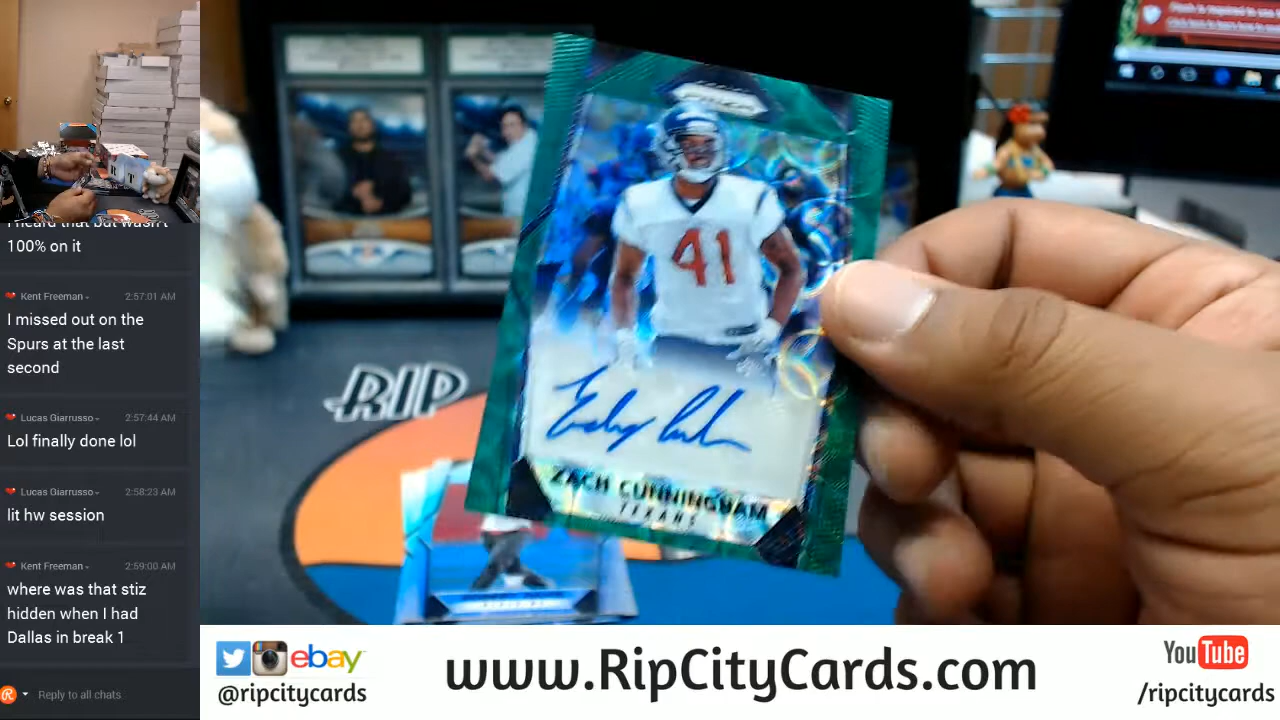 I heard that but wasn't
100% on it
Kent Freeman
2:57:01 AM
I missed out on the
Spurs at the last
second
Lucas Giarrusso
2:57:44 AM
Lol finally done lol
Lucas Giarrusso
2:58:23 AM
lit hw session
Kent Freeman
2:59:00 AM
where was that stiz
hidden when I had
Dallas in break 1
Reply to all chats
PRIZM
41
ZACH CUNNINGHAM
TEXANS
RIP
ebay
@ripcitycards
www.RipCityCards.com
YouTube
/ripcitycards